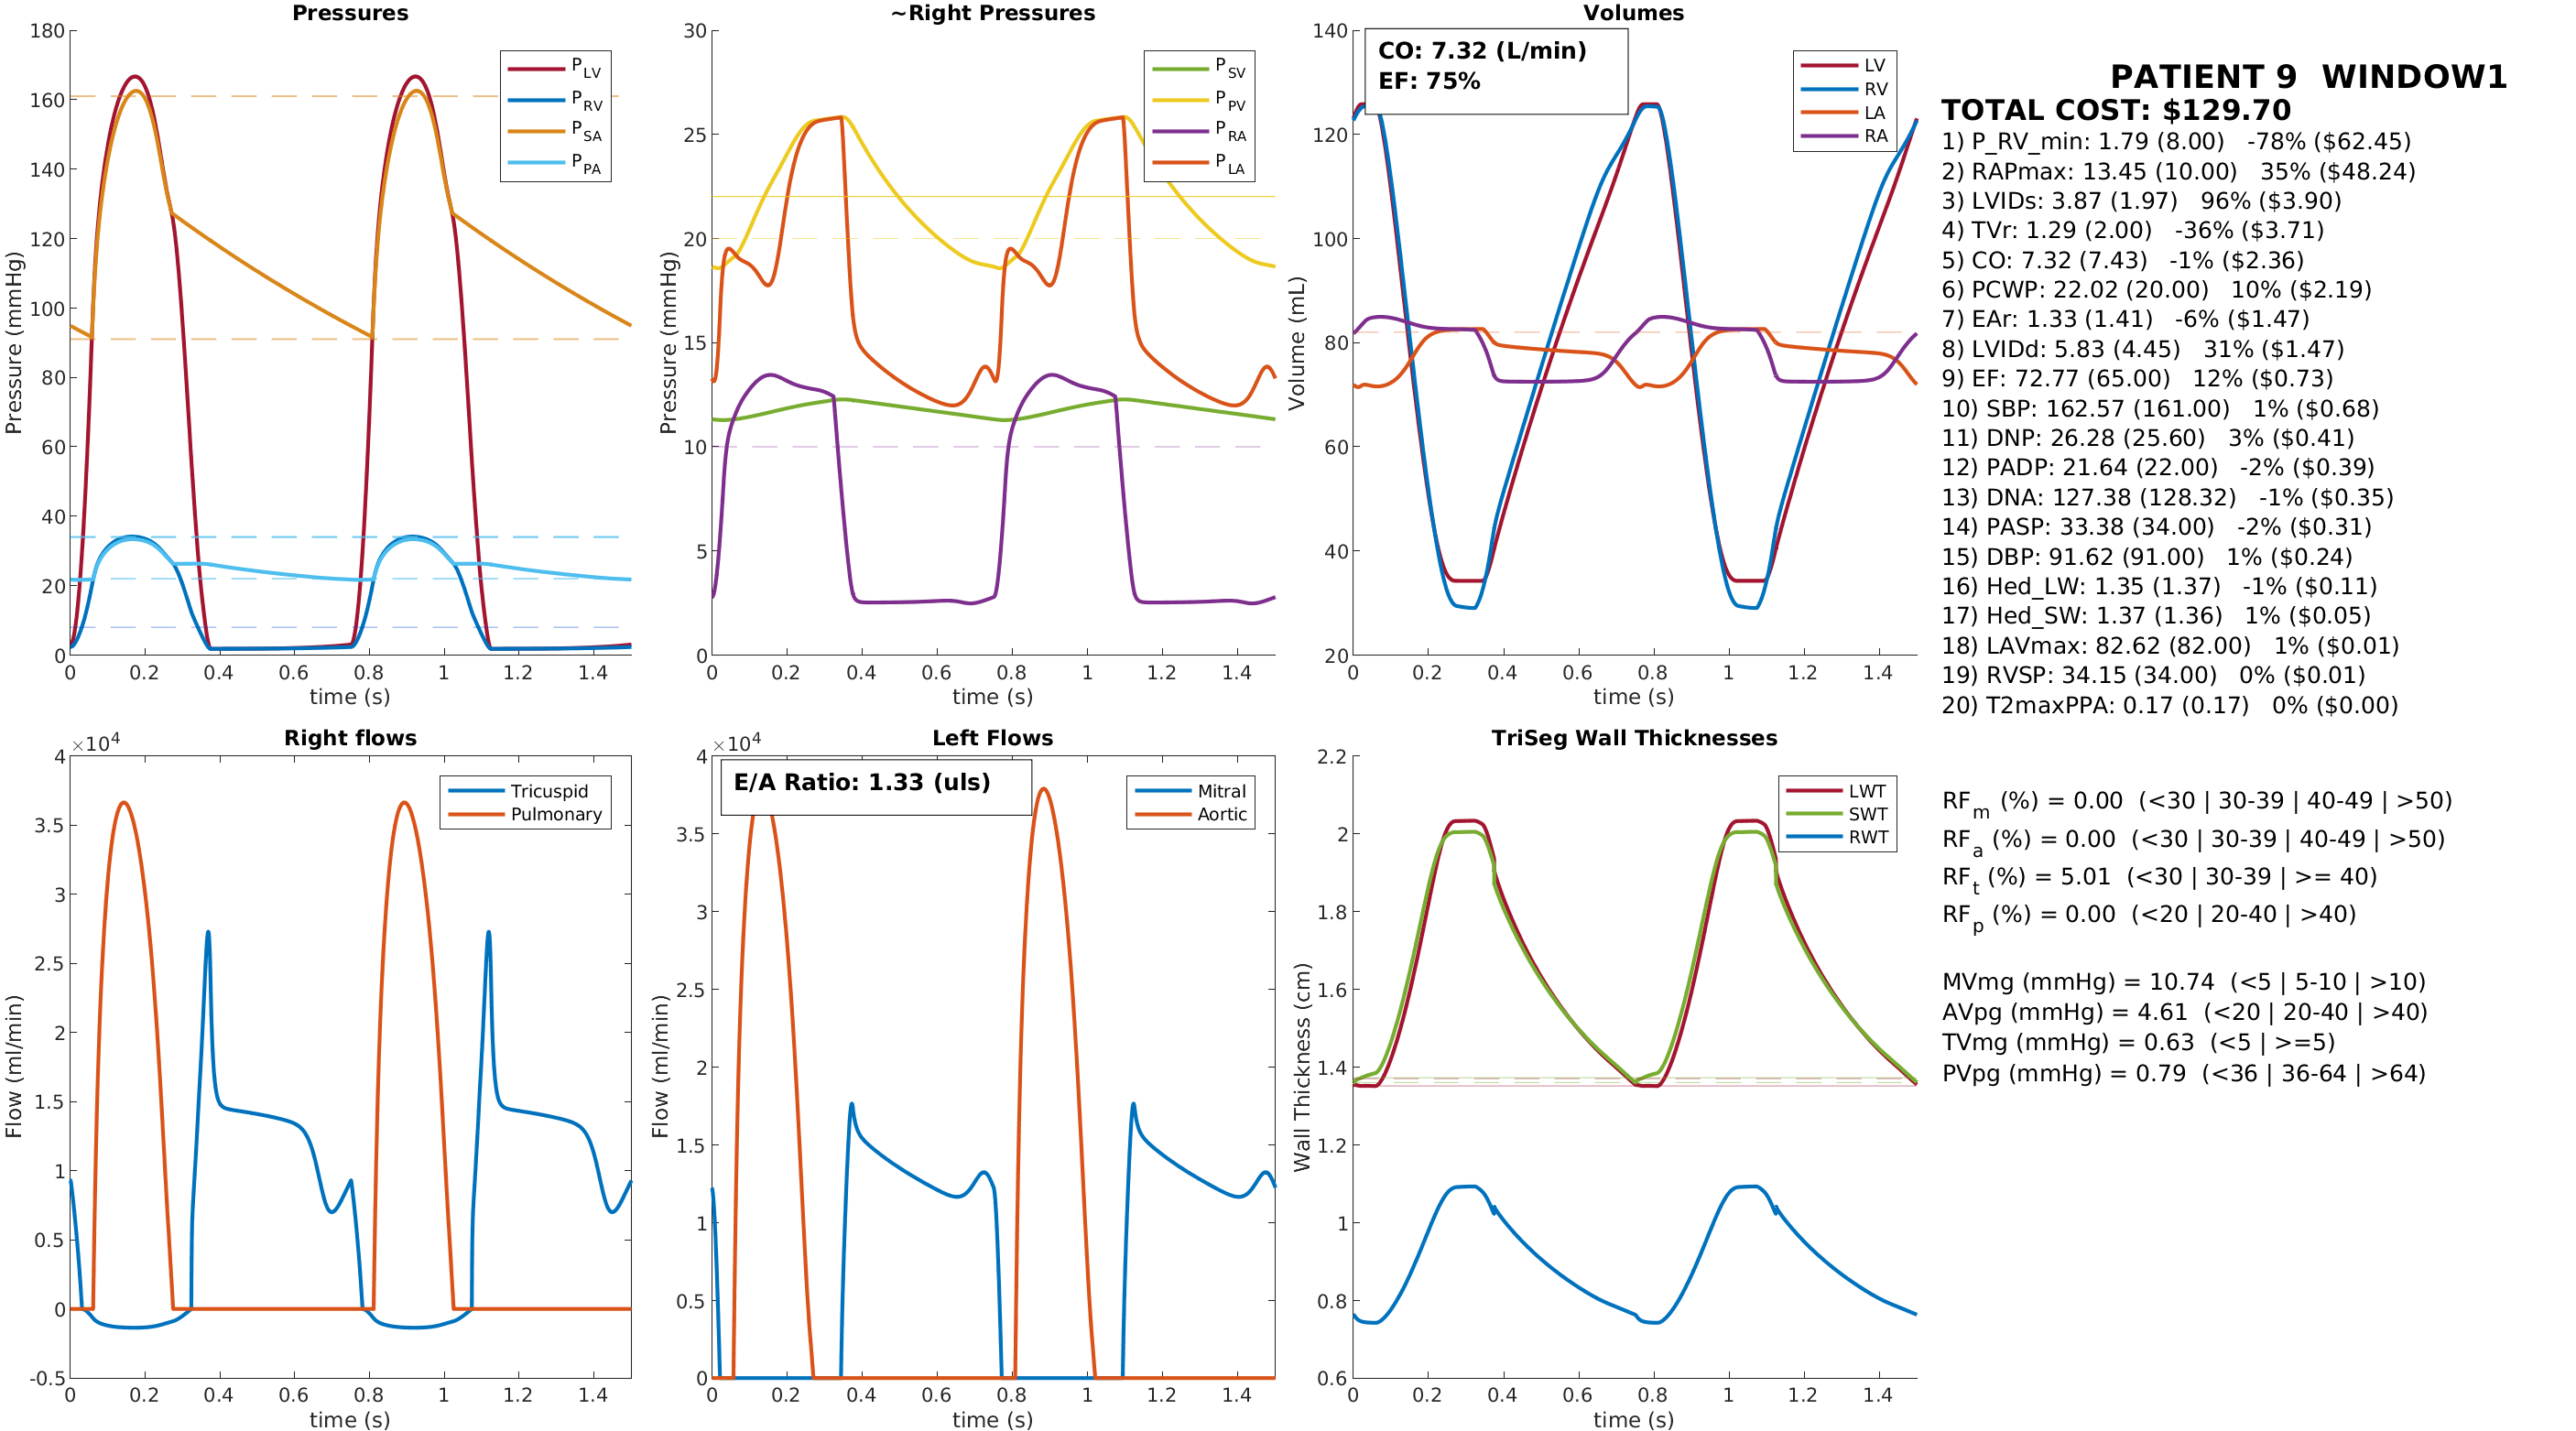 Pressures
180
160
140
120
100
80
60
40
20
0
0 0.2 0.4 0.6 0.8 1 1.2 1.4
Pressure (mmHg)
time (s)
P_LV
P_RV
P_SA
P_PA
~Right Pressures
30
25
20
15
10
5
0
0 0.2 0.4 0.6 0.8 1 1.2 1.4
Pressure (mmHg)
time (s)
P_SV
P_PV
P_RA
P_LA
Volumes
140
120
100
80
60
40
20
0 0.2 0.4 0.6 0.8 1 1.2 1.4
Volume (mL)
time (s)
CO: 7.32 (L/min)
EF: 75%
LV
RV
LA
RA
PATIENT 9 WINDOW1
TOTAL COST: $129.70
1) P_RV_min: 1.79 (8.00) -78% ($62.45)
2) RAPmax: 13.45 (10.00) 35% ($48.24)
3) LVIDs: 3.87 (1.97) 96% ($3.90)
4) TVr: 1.29 (2.00) -36% ($3.71)
5) CO: 7.32 (7.43) -1% ($2.36)
6) PCWP: 22.02 (20.00) 10% ($2.19)
7) EAr: 1.33 (1.41) -6% ($1.47)
8) LVIDd: 5.83 (4.45) 31% ($1.47)
9) EF: 72.77 (65.00) 12% ($0.73)
10) SBP: 162.57 (161.00) 1% ($0.68)
11) DNP: 26.28 (25.60) 3% ($0.41)
12) PADP: 21.64 (22.00) -2% ($0.39)
13) DNA: 127.38 (128.32) -1% ($0.35)
14) PASP: 33.38 (34.00) -2% ($0.31)
15) DBP: 91.62 (91.00) 1% ($0.24)
16) Hed_LW: 1.35 (1.37) -1% ($0.11)
17) Hed_SW: 1.37 (1.36) 1% ($0.05)
18) LAVmax: 82.62 (82.00) 1% ($0.01)
19) RVSP: 34.15 (34.00) 0% ($0.01)
20) T2maxPPA: 0.17 (0.17) 0% ($0.00)
Right flows
×10^4
4
3.5
3
2.5
2
1.5
1
0.5
0
-0.5
0 0.2 0.4 0.6 0.8 1 1.2 1.4
Flow (ml/min)
time (s)
Tricuspid
Pulmonary
Left Flows
×10^4
4
3.5
3
2.5
2
1.5
1
0.5
0
0 0.2 0.4 0.6 0.8 1 1.2 1.4
Flow (ml/min)
time (s)
E/A Ratio: 1.33 (uls)
Mitral
Aortic
TriSeg Wall Thicknesses
2.2
2
1.8
1.6
1.4
1.2
1
0.8
0.6
0 0.2 0.4 0.6 0.8 1 1.2 1.4
Wall Thickness (cm)
time (s)
LWT
SWT
RWT
RF_m (%) = 0.00 (<30 | 30-39 | 40-49 | >50)
RF_a (%) = 0.00 (<30 | 30-39 | 40-49 | >50)
RF_t (%) = 5.01 (<30 | 30-39 | >= 40)
RF_p (%) = 0.00 (<20 | 20-40 | >40)
MVmg (mmHg) = 10.74 (<5 | 5-10 | >10)
AVpg (mmHg) = 4.61 (<20 | 20-40 | >40)
TVmg (mmHg) = 0.63 (<5 | >=5)
PVpg (mmHg) = 0.79 (<36 | 36-64 | >64)